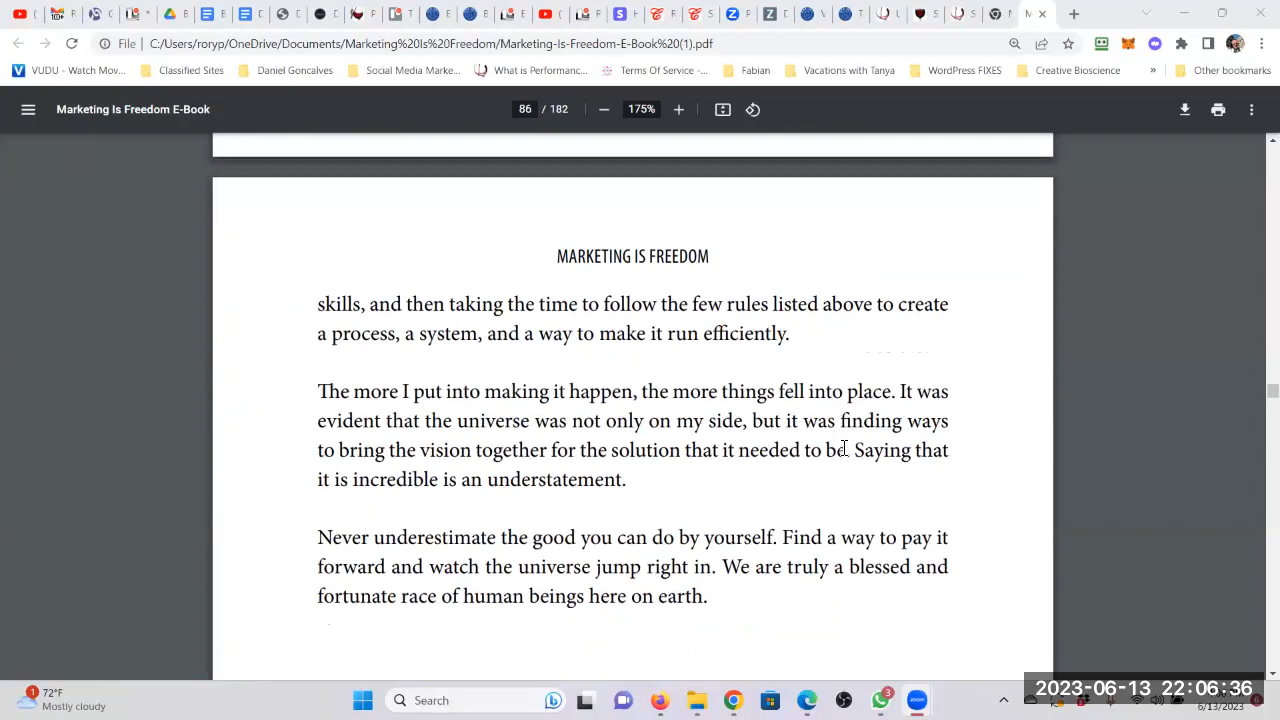 File | C:/Users/roryp/OneDrive/Documents/Marketing%20Is%20Freedom/Marketing-Is-Freedom-E-Book%20(1).pdf
VUDU - Watch Mov... Classified Sites Daniel Goncalves Social Media Marke... What is Performanc... Terms Of Service -... Fabian Vacations with Tanya WordPress FIXES Creative Bioscience » Other bookmarks
Marketing Is Freedom E-Book 86 / 182 175%
MARKETING IS FREEDOM
skills, and then taking the time to follow the few rules listed above to create
a process, a system, and a way to make it run efficiently.
The more I put into making it happen, the more things fell into place. It was
evident that the universe was not only on my side, but it was finding ways
to bring the vision together for the solution that it needed to be. Saying that
it is incredible is an understatement.
Never underestimate the good you can do by yourself. Find a way to pay it
forward and watch the universe jump right in. We are truly a blessed and
fortunate race of human beings here on earth.
1 72°F
Mostly cloudy
Search
zoom
3
2023-06-13 22:06:36
6/13/2023